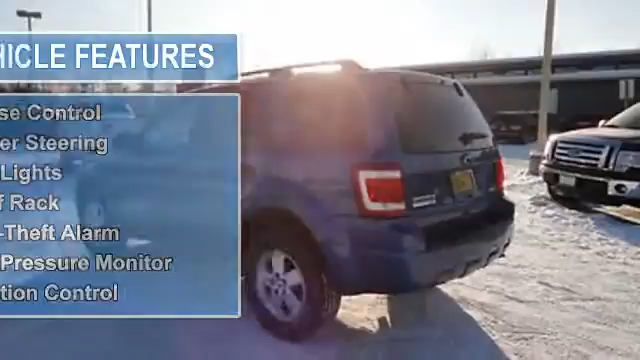 HICLE FEATURES
se Control
er Steering
Lights
f Rack
-Theft Alarm
Pressure Monitor
tion Control